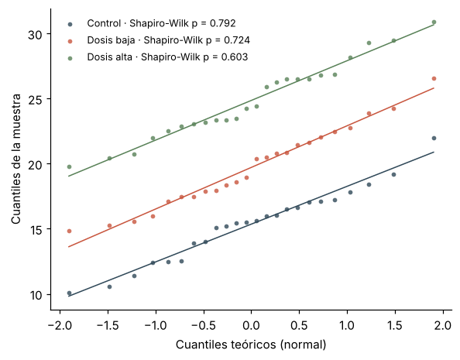 Control · Shapiro-Wilk p = 0.792
Dosis baja · Shapiro-Wilk p = 0.724
Dosis alta · Shapiro-Wilk p = 0.603
Cuantiles de la muestra
30
25
20
15
10
−2.0 −1.5 −1.0 −0.5 0.0 0.5 1.0 1.5 2.0
Cuantiles teóricos (normal)